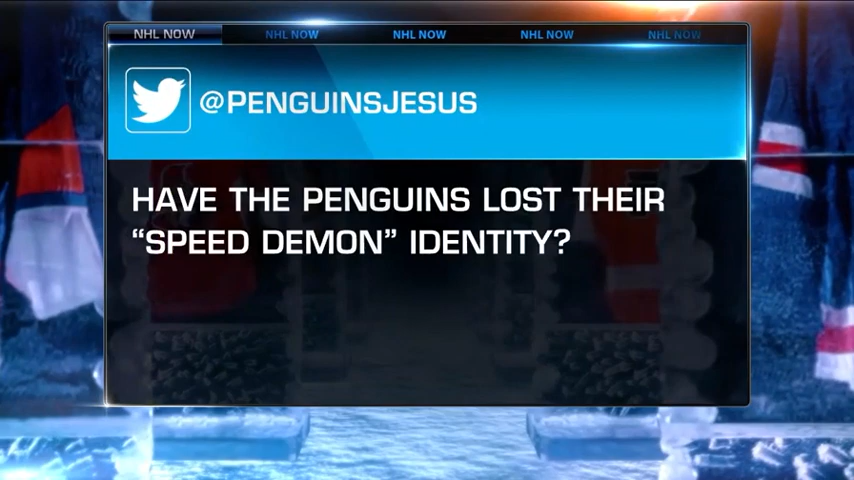 NHL NOW NHL NOW NHL NOW NHL NOW NHL NOW
@PENGUINSJESUS
HAVE THE PENGUINS LOST THEIR
“SPEED DEMON” IDENTITY?